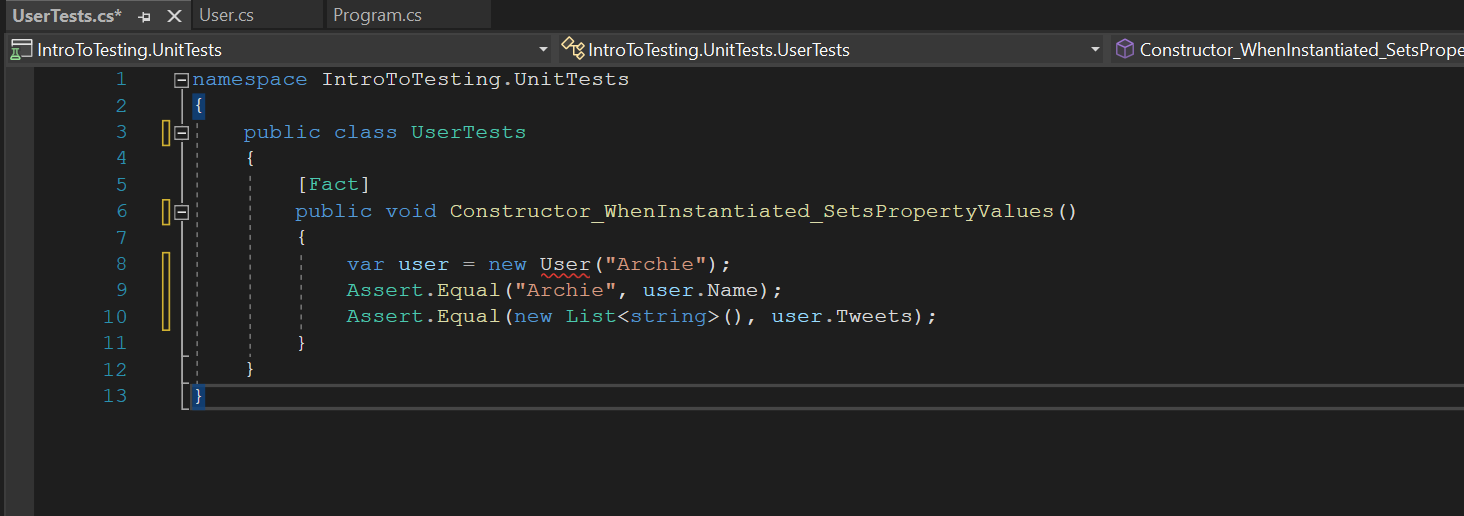 UserTests.cs* User.cs Program.cs
IntroToTesting.UnitTests IntroToTesting.UnitTests.UserTests Constructor_WhenInstantiated_SetsPrope
1 namespace IntroToTesting.UnitTests
2 {
3 public class UserTests
4 {
5 [Fact]
6 public void Constructor_WhenInstantiated_SetsPropertyValues()
7 {
8 var user = new User("Archie");
9 Assert.Equal("Archie", user.Name);
10 Assert.Equal(new List<string>(), user.Tweets);
11 }
12 }
13 }